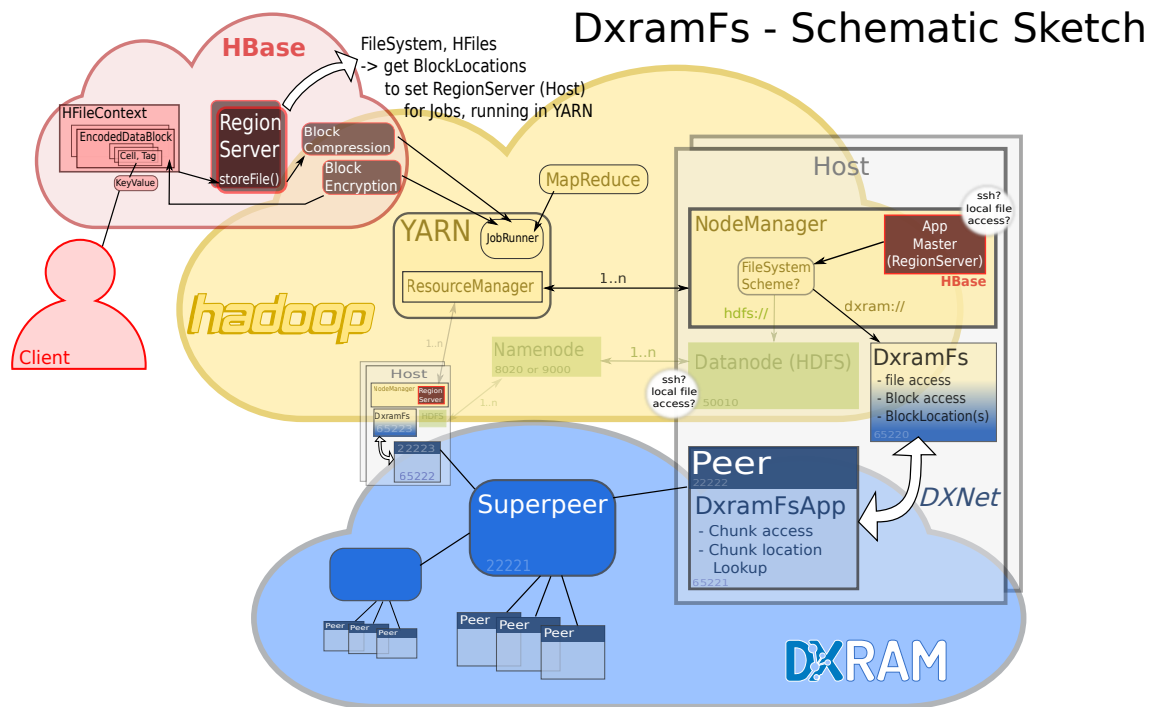 DxramFs - Schematic Sketch
HBase
FileSystem, HFiles
-> get BlockLocations
to set RegionServer (Host)
for Jobs, running in YARN
HFileContext
EncodedDataBlock
Cell, Tag
KeyValue
Region
Server
storeFile()
Block
Compression
Block
Encryption
MapReduce
YARN
JobRunner
ResourceManager
1..n
hadoop
Client
Host
ssh?
local file
access?
NodeManager
App
Master
(RegionServer)
HBase
FileSystem
Scheme?
hdfs://
dxram://
1..n
Namenode
8020 or 9000
1..n
Datanode (HDFS)
50010
ssh?
local file
access?
DxramFs
- file access
- Block access
- BlockLocation(s)
65220
Host
NodeManager
Region
Server
DxramFs
65223
HDFS
1..n
22223
65222
Peer
22222
DxramFsApp
- Chunk access
- Chunk location
Lookup
65221
DXNet
Superpeer
22221
Peer
Peer
Peer
Peer
Peer
Peer
DXRAM